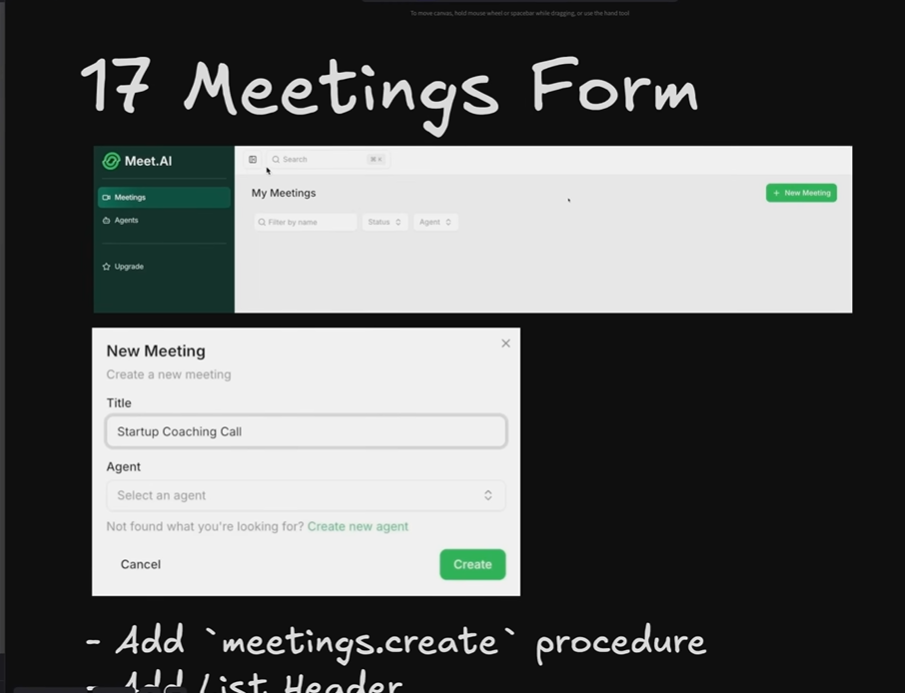 To move canvas, hold mouse wheel or spacebar while dragging, or use the hand tool
17 Meetings Form
Meet.AI
Search
⌘ K
Meetings
My Meetings
+ New Meeting
Agents
Filter by name
Status
Agent
Upgrade
New Meeting
Create a new meeting
Title
Startup Coaching Call
Agent
Select an agent
Not found what you're looking for? Create new agent
Cancel
Create
- Add `meetings.create` procedure
- Add List Header